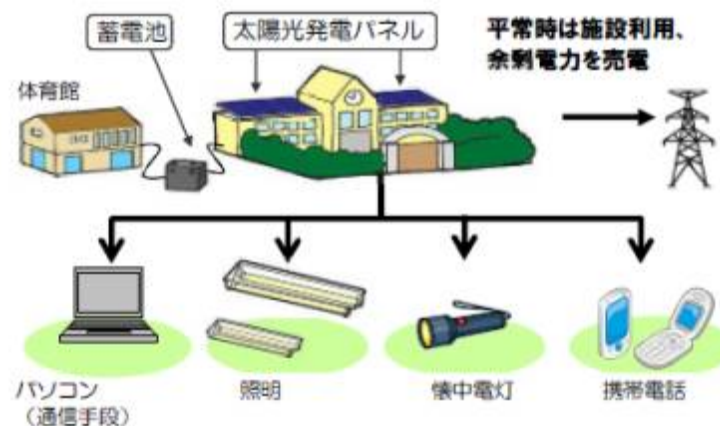 蓄電池
太陽光発電パネル
平常時は施設利用、
余剰電力を売電
体育館
パソコン
（通信手段）
照明
懐中電灯
携帯電話